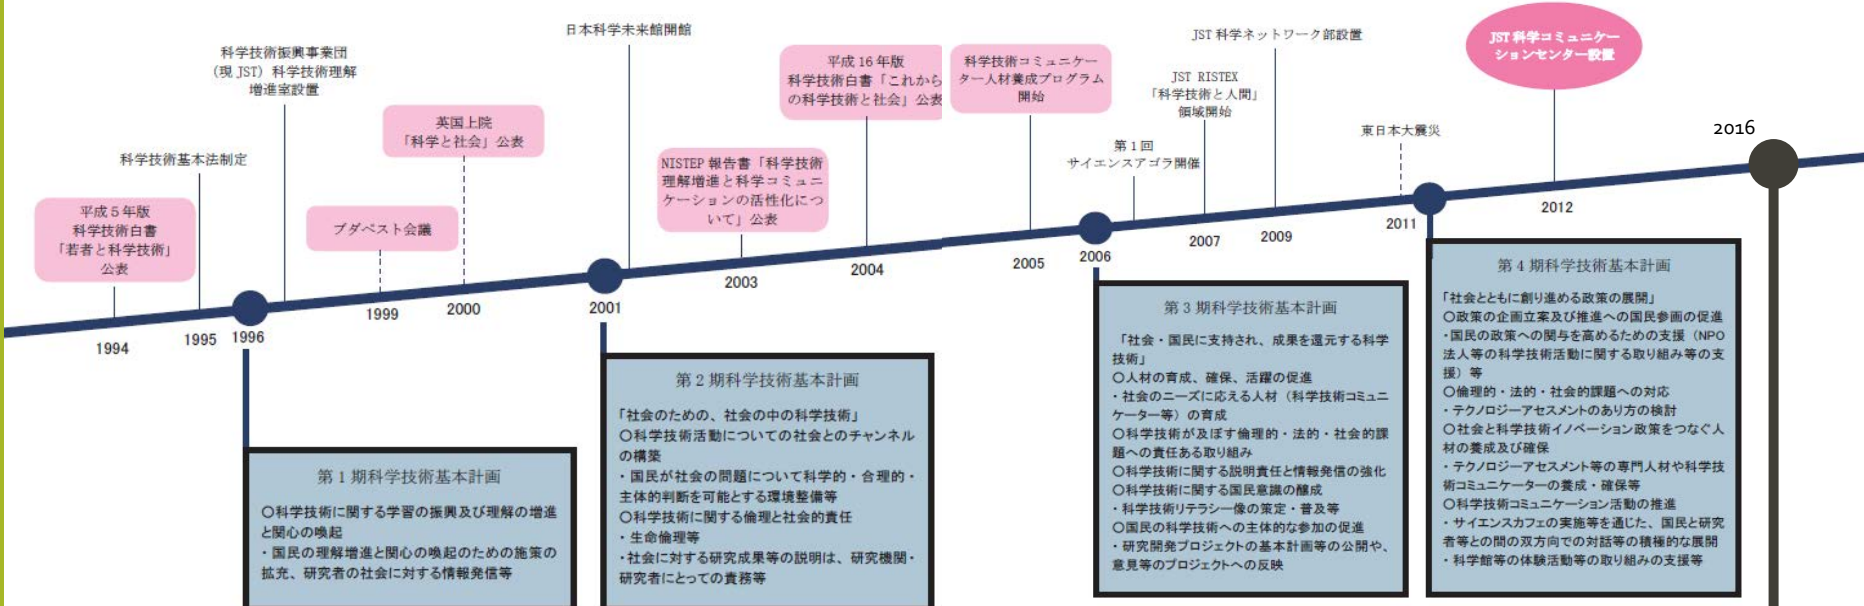 平成５年版
科学技術白書
「若者と科学技術」
公表
1994
科学技術基本法制定
1995
1996
科学技術振興事業団
（現 JST）科学技術理解
増進室設置
ブダペスト会議
1999
英国上院
「科学と社会」公表
2000
日本科学未来館開館
2001
NISTEP 報告書「科学技術
理解増進と科学コミュニ
ケーションの活性化につ
いて」公表
2003
平成 16 年版
科学技術白書「これから
の科学技術と社会」公表
2004
科学技術コミュニケー
ター人材養成プログラム
開始
2005
2006
第１回
サイエンスアゴラ開催
JST RISTEX
「科学技術と人間」
領域開始
2007
JST 科学ネットワーク部設置
2009
東日本大震災
2011
JST 科学コミュニケー
ションセンター設置
2012
2016
第１期科学技術基本計画
○科学技術に関する学習の振興及び理解の増進
と関心の喚起
・国民の理解増進と関心の喚起のための施策の
拡充、研究者の社会に対する情報発信等
第２期科学技術基本計画
「社会のための、社会の中の科学技術」
○科学技術活動についての社会とのチャンネル
の構築
・国民が社会の問題について科学的・合理的・
主体的判断を可能とする環境整備等
○科学技術に関する倫理と社会的責任
・生命倫理等
・社会に対する研究成果等の説明は、研究機関・
研究者にとっての責務等
第３期科学技術基本計画
「社会・国民に支持され、成果を還元する科学
技術」
○人材の育成、確保、活躍の促進
・社会のニーズに応える人材（科学技術コミュニ
ケーター等）の育成
○科学技術が及ぼす倫理的・法的・社会的課
題への責任ある取り組み
○科学技術に関する説明責任と情報発信の強化
○科学技術に関する国民意識の醸成
・科学技術リテラシー像の策定・普及等
○国民の科学技術への主体的な参加の促進
・研究開発プロジェクトの基本計画等の公開や、
意見等のプロジェクトへの反映
第４期科学技術基本計画
「社会とともに創り進める政策の展開」
○政策の企画立案及び推進への国民参画の促進
・国民の政策への関与を高めるための支援（NPO
法人等の科学技術活動に関する取り組み等の支
援）等
○倫理的・法的・社会的課題への対応
・テクノロジーアセスメントのあり方の検討
○社会と科学技術イノベーション政策をつなぐ人
材の養成及び確保
・テクノロジーアセスメント等の専門人材や科学技
術コミュニケーターの養成・確保等
○科学技術コミュニケーション活動の推進
・サイエンスカフェの実施等を通じた、国民と研究
者等との間の双方向での対話等の積極的な展開
・科学館等の体験活動等の取り組みの支援等